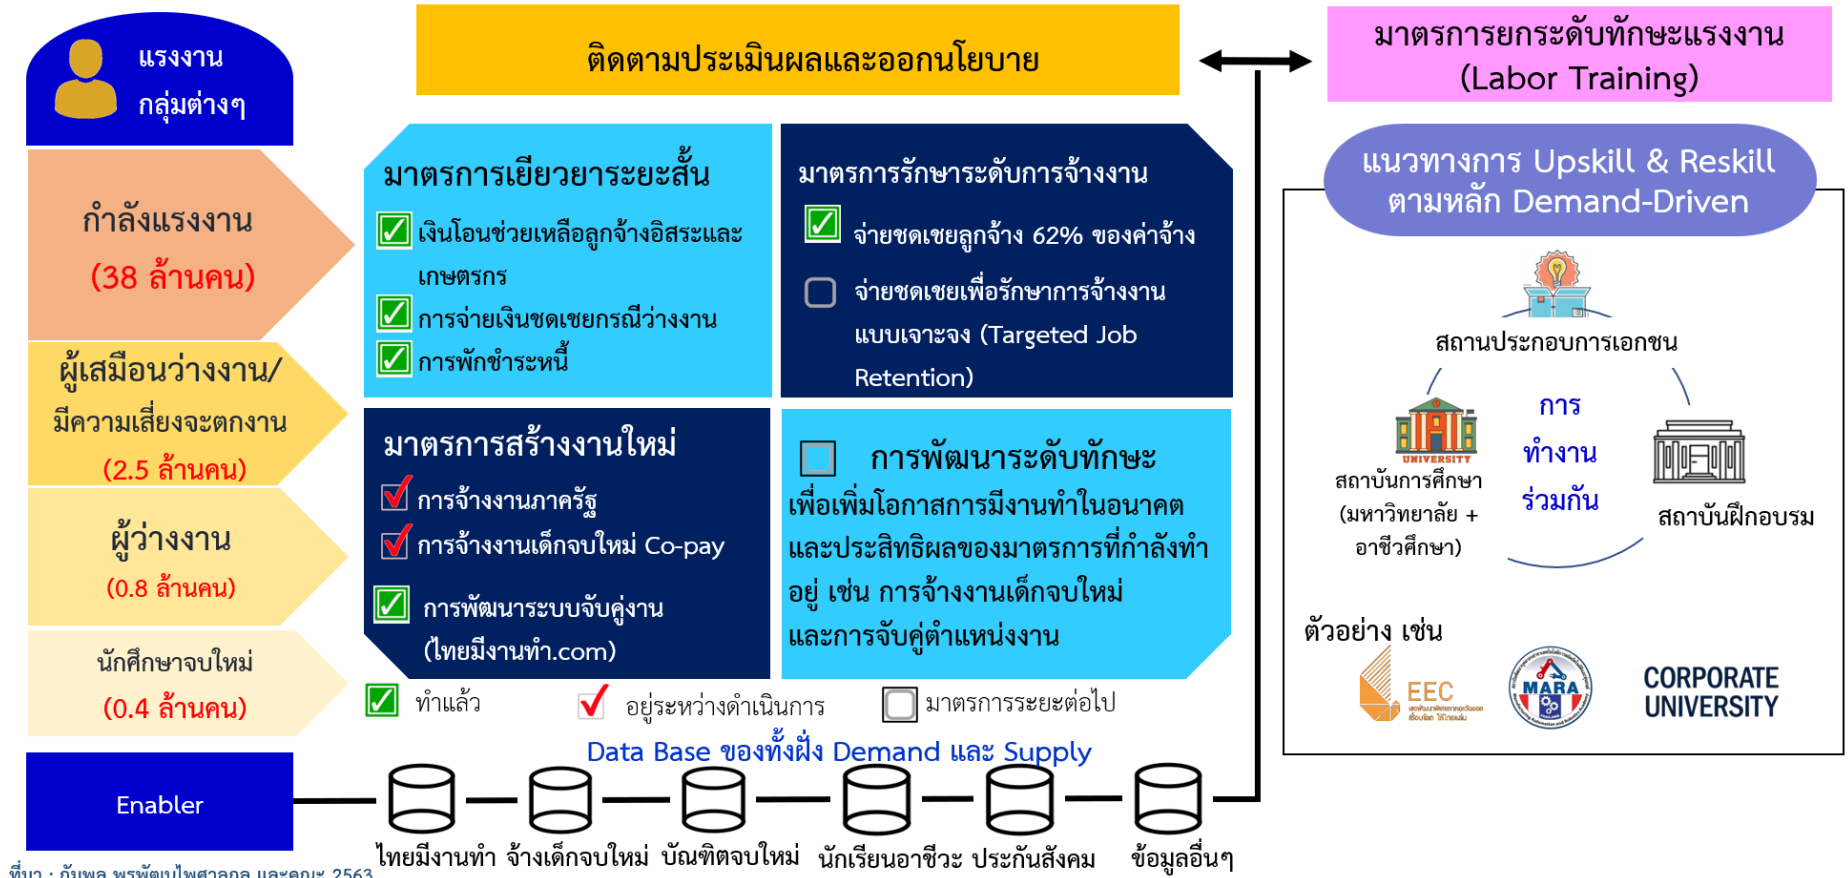 แรงงาน
กลุ่มต่างๆ
กำลังแรงงาน
(38 ล้านคน)
ผู้เสมือนว่างงาน/
มีความเสี่ยงจะตกงาน
(2.5 ล้านคน)
ผู้ว่างงาน
(0.8 ล้านคน)
นักศึกษาจบใหม่
(0.4 ล้านคน)
ติดตามประเมินผลและออกนโยบาย
มาตรการเยียวยาระยะสั้น
เงินโอนช่วยเหลือลูกจ้างอิสระและ
เกษตรกร
การจ่ายเงินชดเชยกรณีว่างงาน
การพักชำระหนี้
มาตรการรักษาระดับการจ้างงาน
จ่ายชดเชยลูกจ้าง 62% ของค่าจ้าง
จ่ายชดเชยเพื่อรักษาการจ้างงาน
แบบเจาะจง (Targeted Job
Retention)
มาตรการสร้างงานใหม่
การจ้างงานภาครัฐ
การจ้างงานเด็กจบใหม่ Co-pay
การพัฒนาระบบจับคู่งาน
(ไทยมีงานทำ.com)
การพัฒนาระดับทักษะ
เพื่อเพิ่มโอกาสการมีงานทำในอนาคต
และประสิทธิผลของมาตรการที่กำลังทำ
อยู่ เช่น การจ้างงานเด็กจบใหม่
และการจับคู่ตำแหน่งงาน
ทำแล้ว
อยู่ระหว่างดำเนินการ
มาตรการระยะต่อไป
Data Base ของทั้งฝั่ง Demand และ Supply
Enabler
ไทยมีงานทำ
จ้างเด็กจบใหม่
บัณฑิตจบใหม่
นักเรียนอาชีวะ
ประกันสังคม
ข้อมูลอื่นๆ
มาตรการยกระดับทักษะแรงงาน
(Labor Training)
แนวทางการ Upskill & Reskill
ตามหลัก Demand-Driven
สถานประกอบการเอกชน
การ
ทำงาน
ร่วมกัน
UNIVERSITY
สถาบันการศึกษา
(มหาวิทยาลัย +
อาชีวศึกษา)
สถาบันฝึกอบรม
ตัวอย่าง เช่น
EEC
MARA
CORPORATE
UNIVERSITY